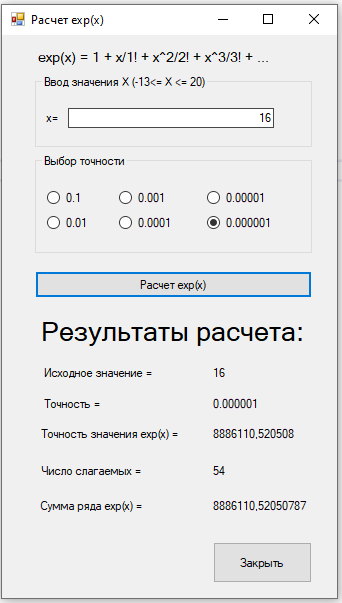 Расчет exp(x)
exp(x) = 1 + x/1! + x^2/2! + x^3/3! + ...
Ввод значения X (-13<= X <= 20)
x= 16
Выбор точности
0.1 0.001 0.00001
0.01 0.0001 0.000001
Расчет exp(x)
Результаты расчета:
Исходное значение = 16
Точность = 0.000001
Точность значения exp(x) = 8886110,520508
Число слагаемых = 54
Сумма ряда exp(x) = 8886110,52050787
Закрыть